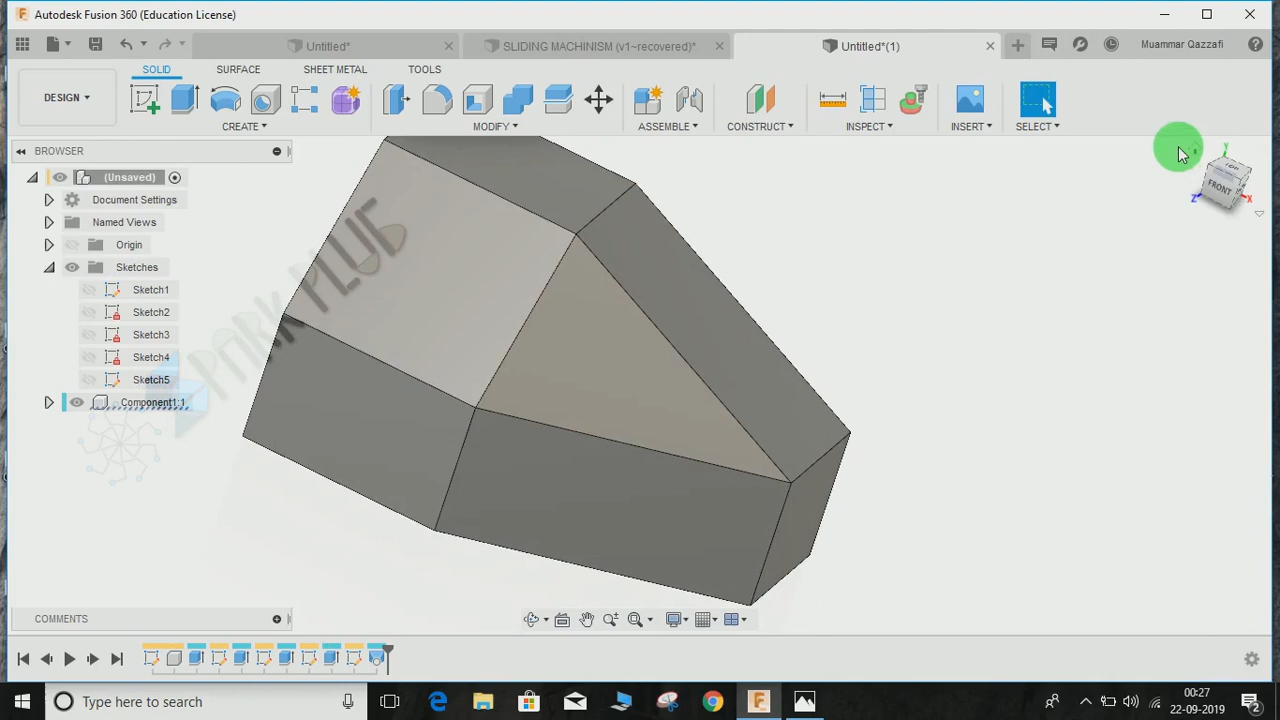 Autodesk Fusion 360 (Education License)
Untitled*
SLIDING MACHINISM (v1~recovered)*
Untitled*(1)
Muammar Qazzafi
SOLID
SURFACE
SHEET METAL
TOOLS
DESIGN
CREATE
MODIFY
ASSEMBLE
CONSTRUCT
INSPECT
INSERT
SELECT
BROWSER
(Unsaved)
Document Settings
Named Views
Origin
Sketches
Sketch1
Sketch2
Sketch3
Sketch4
Sketch5
Component1:1
Y
TOP
FRONT
Z
X
COMMENTS
Type here to search
00:27
22-09-2019
2